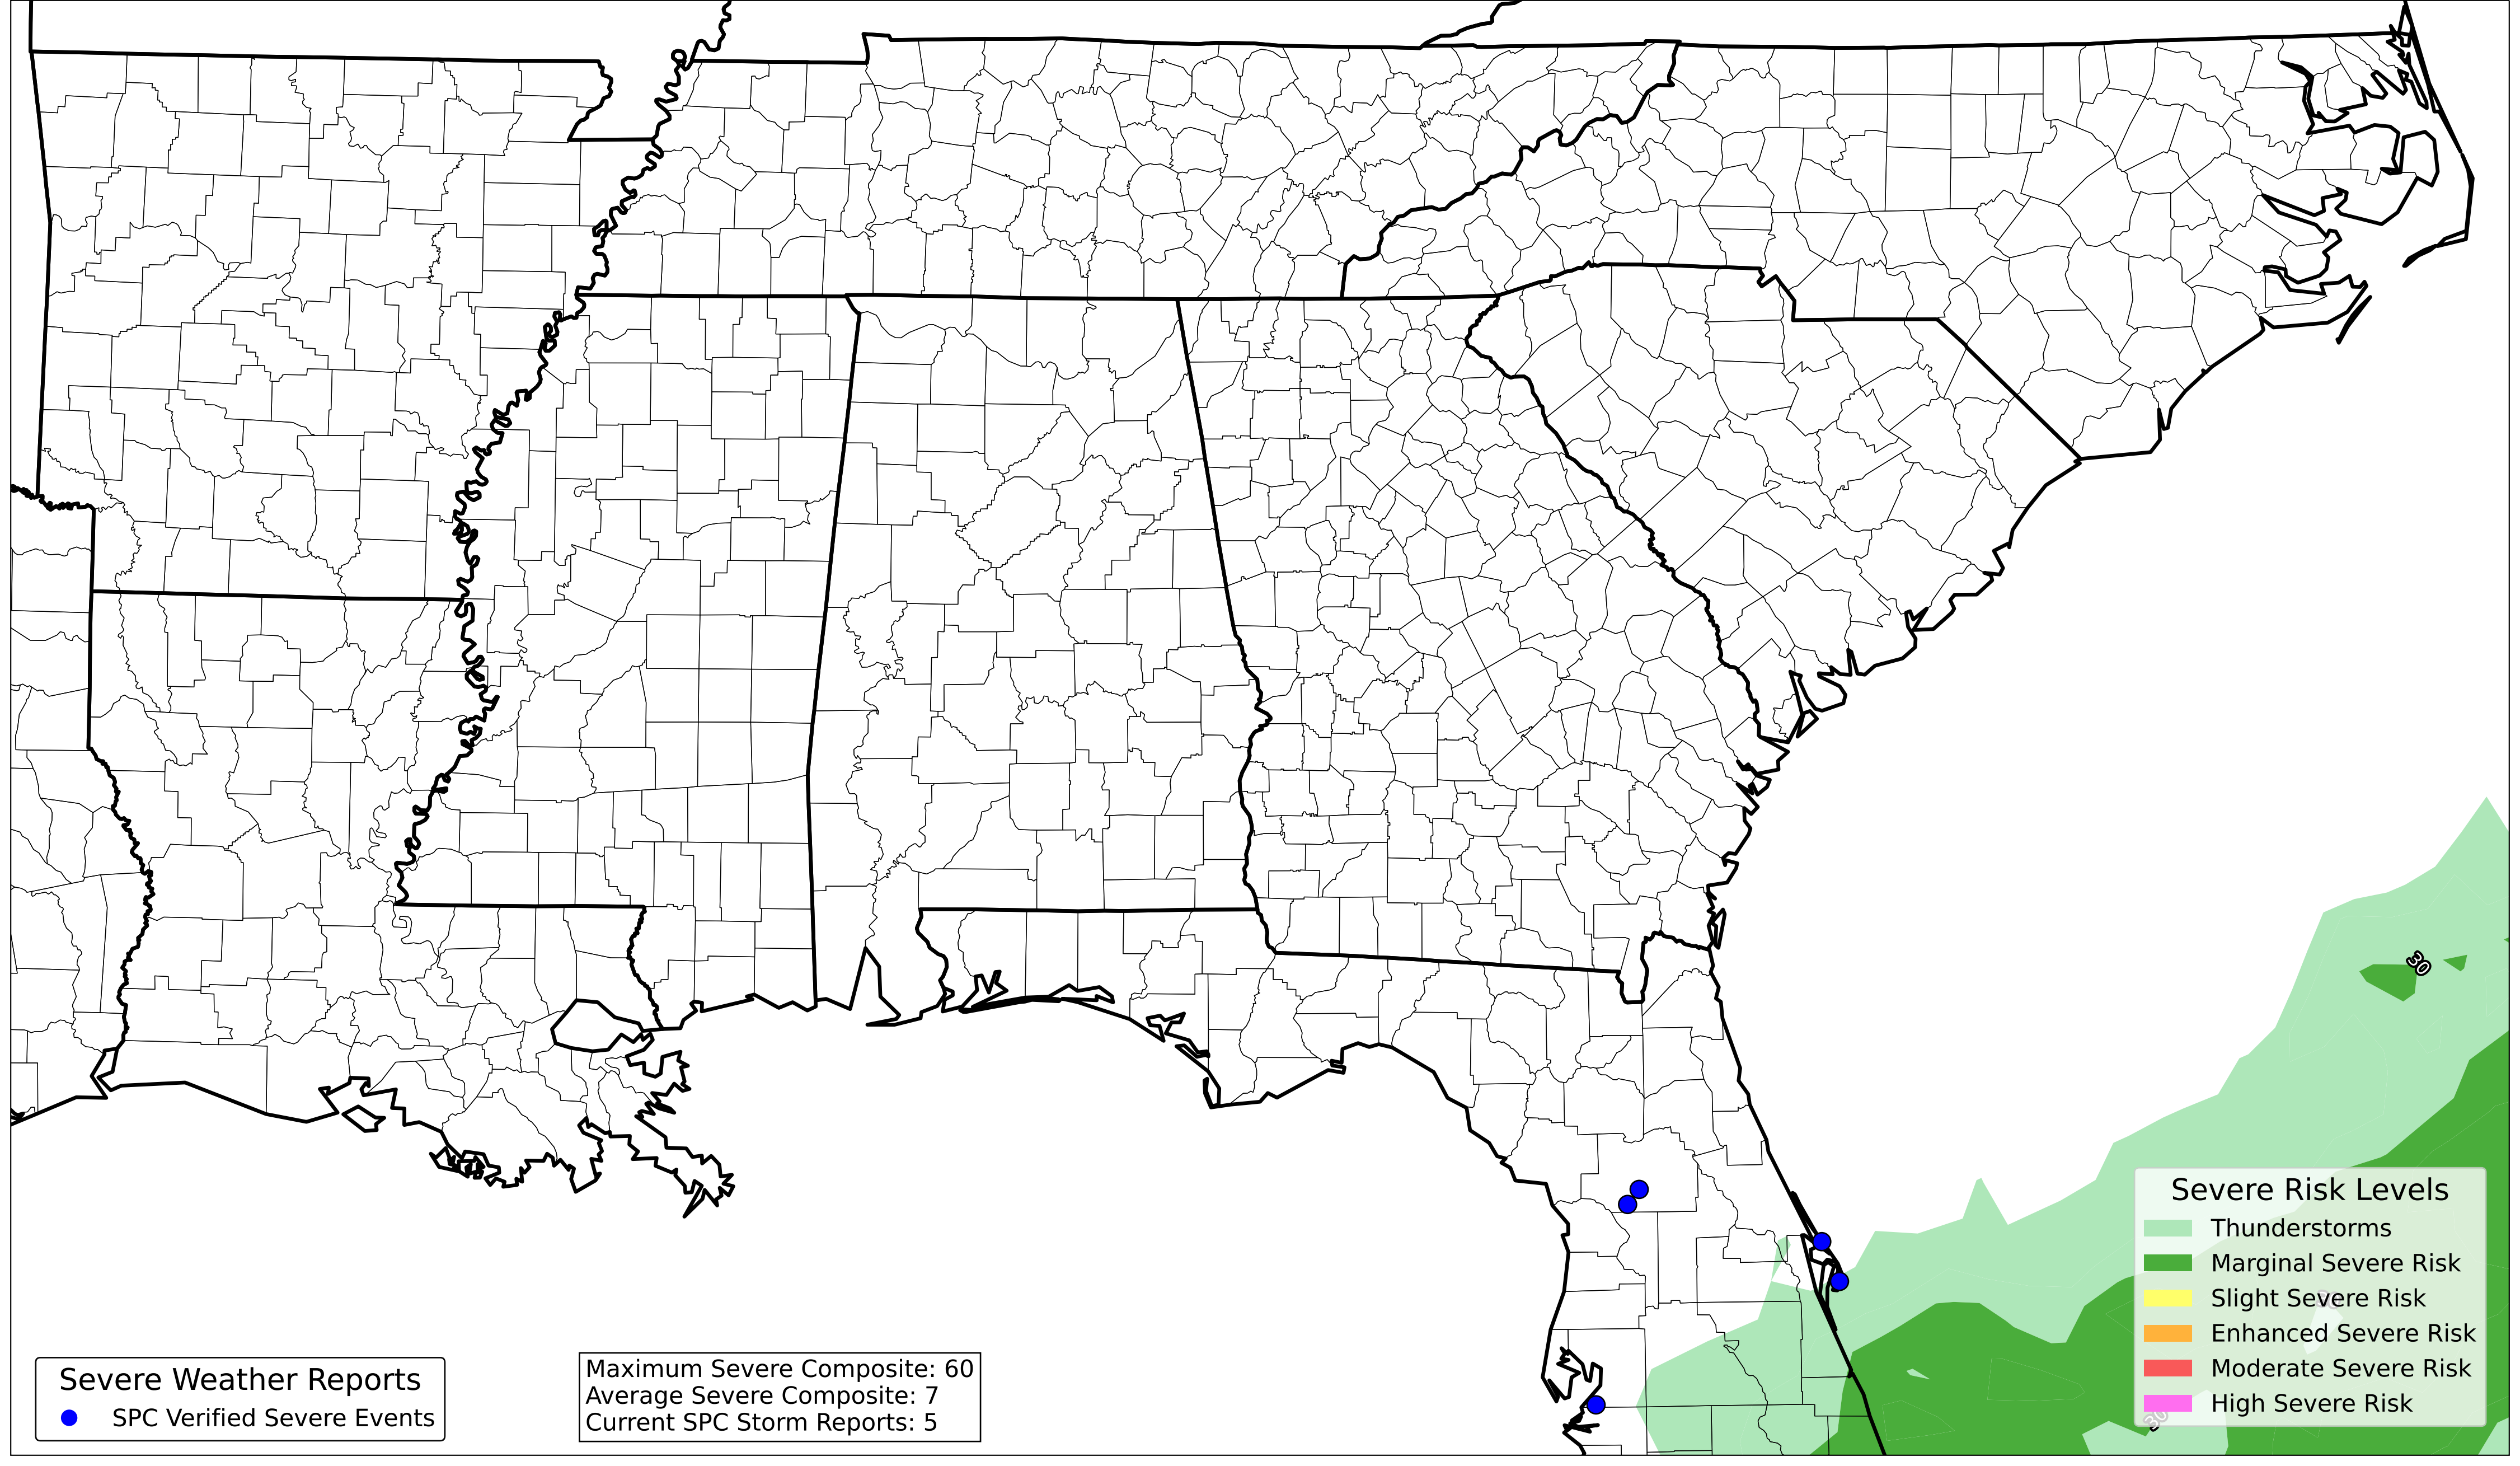 30
Severe Risk Levels
Thunderstorms
Marginal Severe Risk
Slight Severe Risk
Enhanced Severe Risk
Moderate Severe Risk
High Severe Risk
30
Severe Weather Reports
SPC Verified Severe Events
Maximum Severe Composite: 60
Average Severe Composite: 7
Current SPC Storm Reports: 5